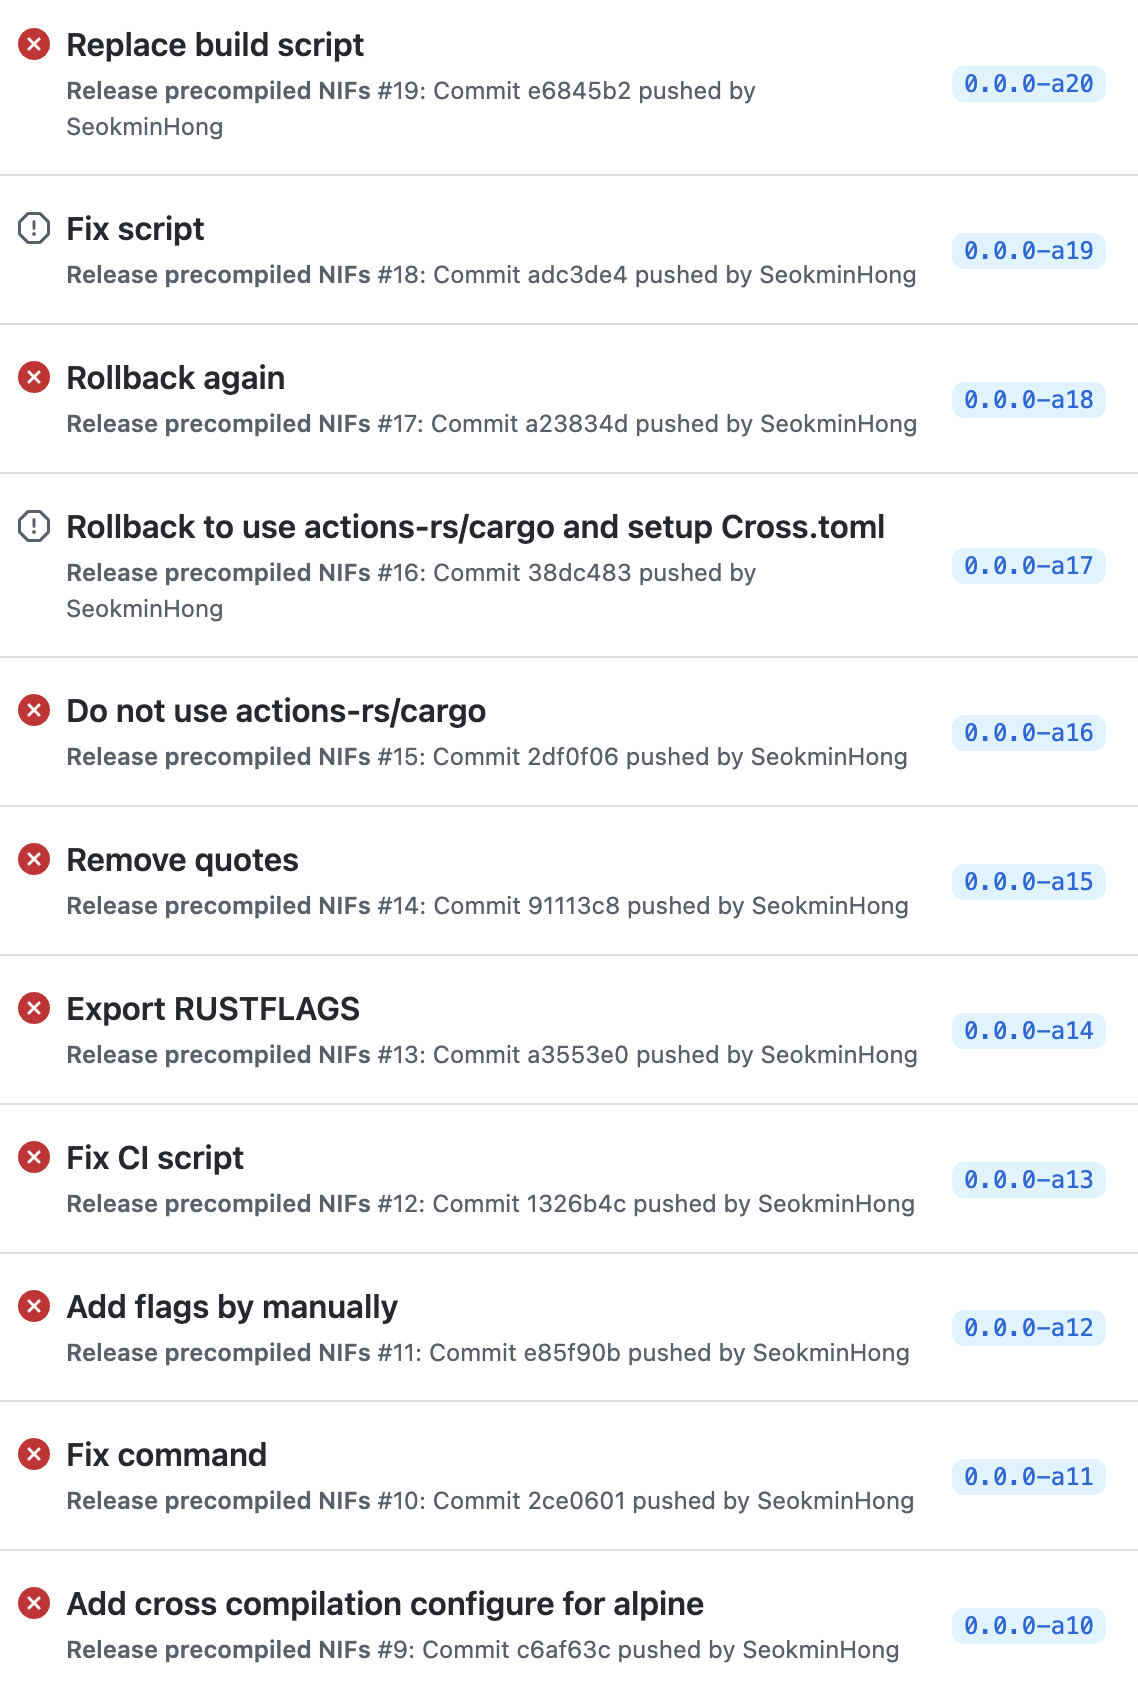 Replace build script
Release precompiled NIFs #19: Commit e6845b2 pushed by
SeokminHong
0.0.0-a20
Fix script
Release precompiled NIFs #18: Commit adc3de4 pushed by SeokminHong
0.0.0-a19
Rollback again
Release precompiled NIFs #17: Commit a23834d pushed by SeokminHong
0.0.0-a18
Rollback to use actions-rs/cargo and setup Cross.toml
Release precompiled NIFs #16: Commit 38dc483 pushed by
SeokminHong
0.0.0-a17
Do not use actions-rs/cargo
Release precompiled NIFs #15: Commit 2df0f06 pushed by SeokminHong
0.0.0-a16
Remove quotes
Release precompiled NIFs #14: Commit 91113c8 pushed by SeokminHong
0.0.0-a15
Export RUSTFLAGS
Release precompiled NIFs #13: Commit a3553e0 pushed by SeokminHong
0.0.0-a14
Fix CI script
Release precompiled NIFs #12: Commit 1326b4c pushed by SeokminHong
0.0.0-a13
Add flags by manually
Release precompiled NIFs #11: Commit e85f90b pushed by SeokminHong
0.0.0-a12
Fix command
Release precompiled NIFs #10: Commit 2ce0601 pushed by SeokminHong
0.0.0-a11
Add cross compilation configure for alpine
Release precompiled NIFs #9: Commit c6af63c pushed by SeokminHong
0.0.0-a10